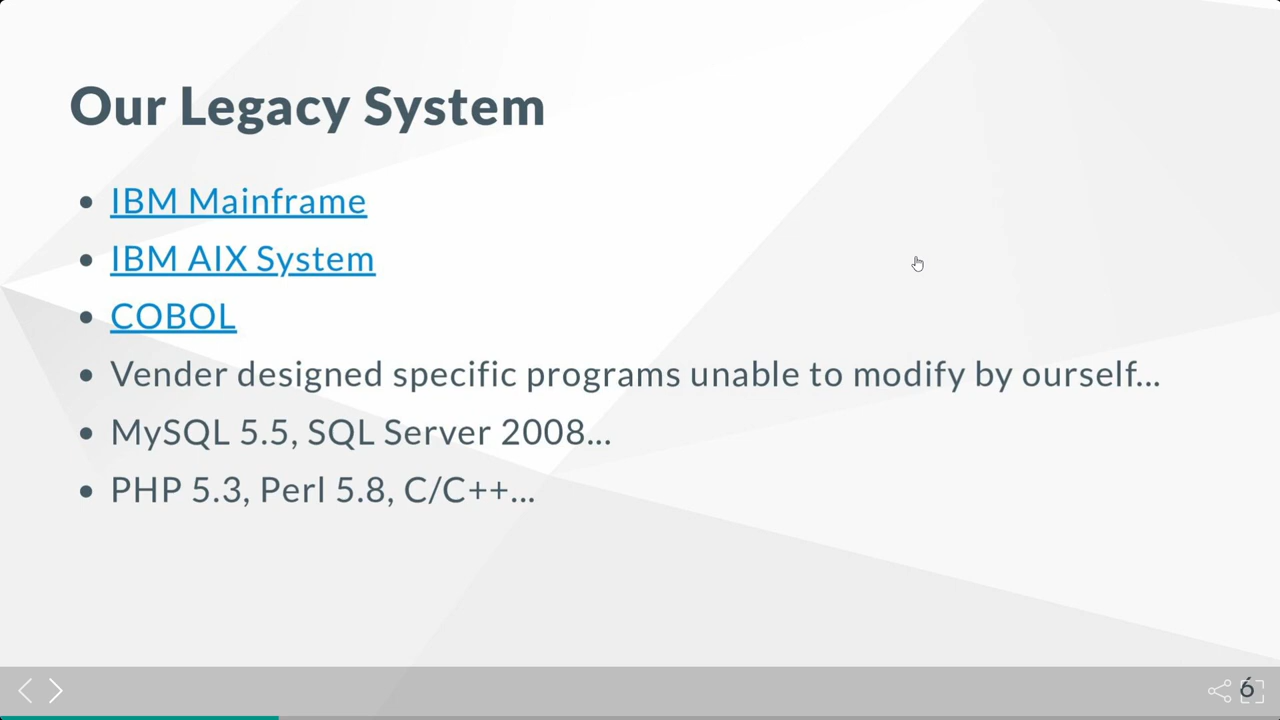 Our Legacy System
IBM Mainframe
IBM AIX System
COBOL
Vender designed specific programs unable to modify by ourself...
MySQL 5.5, SQL Server 2008...
PHP 5.3, Perl 5.8, C/C++...
6